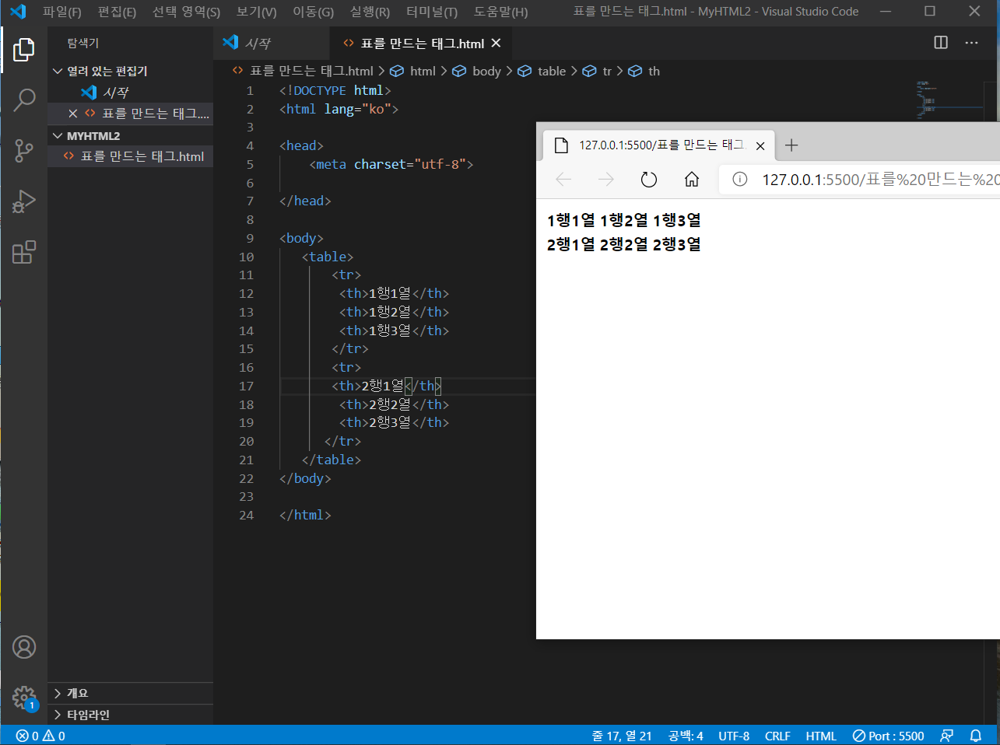 파일(F) 편집(E) 선택 영역(S) 보기(V) 이동(G) 실행(R) 터미널(T) 도움말(H) 표를 만드는 태그.html - MyHTML2 - Visual Studio Code
탐색기
시작
표를 만드는 태그.html
열려 있는 편집기
시작
표를 만드는 태그....
MYHTML2
표를 만드는 태그.html
개요
타임라인
표를 만드는 태그.html > html > body > table > tr > th
1 <!DOCTYPE html>
2 <html lang="ko">
3
4 <head>
5 <meta charset="utf-8">
6
7 </head>
8
9 <body>
10 <table>
11 <tr>
12 <th>1행1열</th>
13 <th>1행2열</th>
14 <th>1행3열</th>
15 </tr>
16 <tr>
17 <th>2행1열</th>
18 <th>2행2열</th>
19 <th>2행3열</th>
20 </tr>
21 </table>
22 </body>
23
24 </html>
127.0.0.1:5500/표를 만드는 태그.
127.0.0.1:5500/표를%20만드는%20
1행1열 1행2열 1행3열
2행1열 2행2열 2행3열
1
0 0 줄 17, 열 21 공백: 4 UTF-8 CRLF HTML Port : 5500